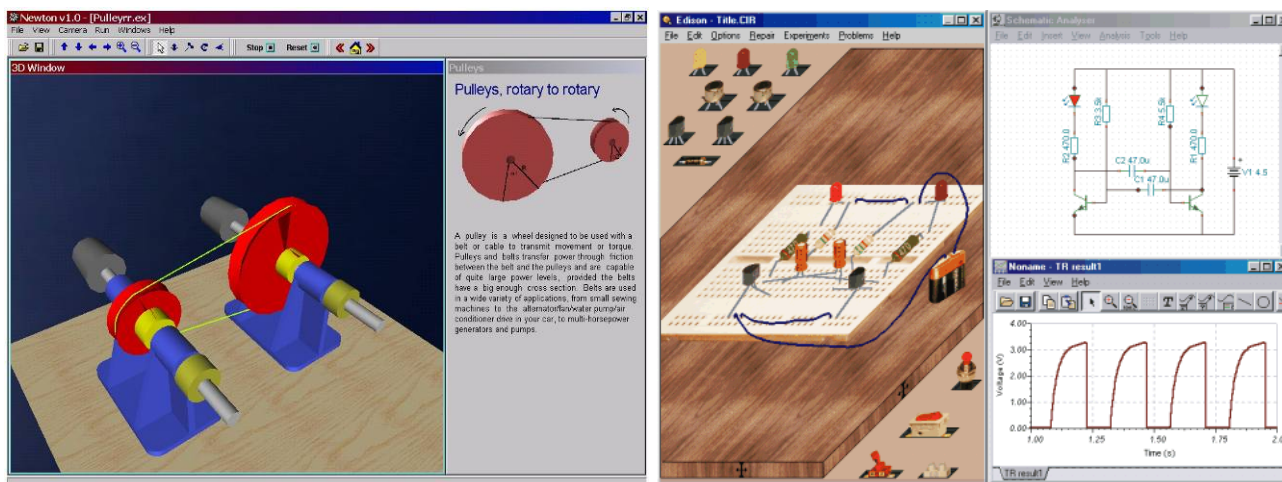 Newton v1.0 - [Pulleyrr.ex]
File View Camera Run Windows Help
Stop Reset
3D Window
Pulleys
Pulleys, rotary to rotary
A pulley is a wheel designed to be used with a
belt or cable to transmit movement or torque.
Pulleys and belts transfer power through friction
between the belt and the pulleys and are capable
of quite large power levels, provided the belts
have a big enough cross section. Belts are used
in a wide variety of applications, from small sewing
machines to the alternator/fan/water pump/air
conditioner drive in your car, to multi-horsepower
generators and pumps.
Edison - Title.CIR
File Edit Options Repair Experiments Problems Help
Schematic Analyser
File Edit Insert View Analysis Tools Help
R2 470.0
R3 3.5k
R4 5.5k
R1 470.0
C2 47.0u
C1 47.0u
V1 4.5
Noname - TR result1
File Edit View Help
T
Voltage (V)
4.00
3.00
2.00
1.00
0.00
1.00 1.25 1.50 1.75 2.0
Time (s)
TR result1